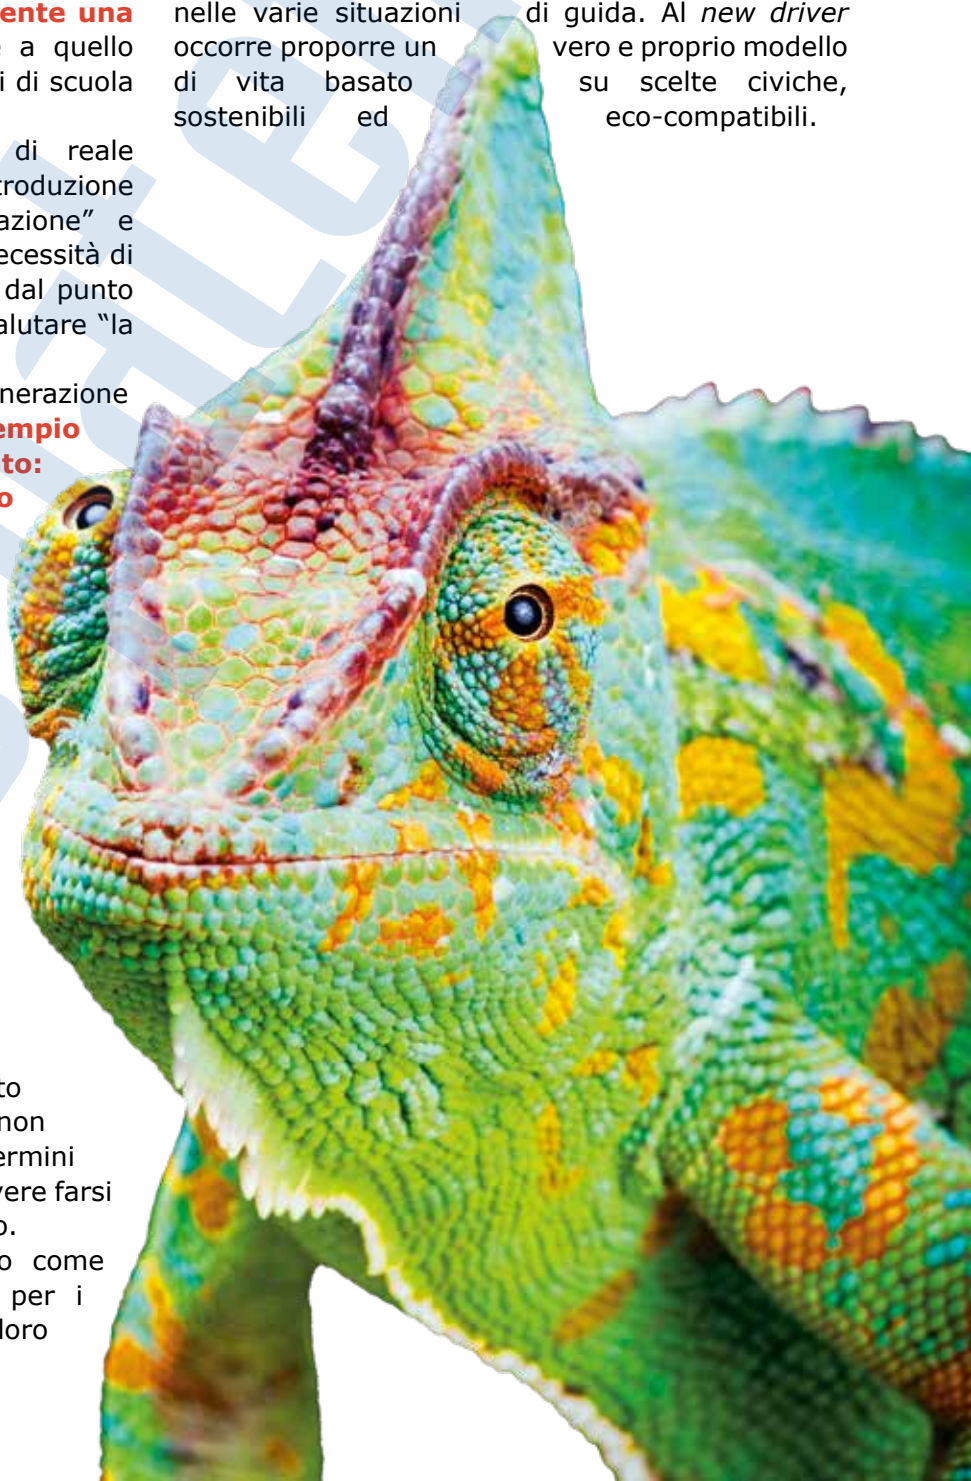 ente una
e a quello
i di scuola
di reale
troduzione
azione” e
ecessità di
dal punto
alutare “la
nerazione
empio
to:
o
to
non
ermini
vere farsi
o.
o come
per i
loro
nelle varie situazioni di guida. Al new driver
occorre proporre un vero e proprio modello
di vita basato su scelte civiche,
sostenibili ed eco-compatibili.